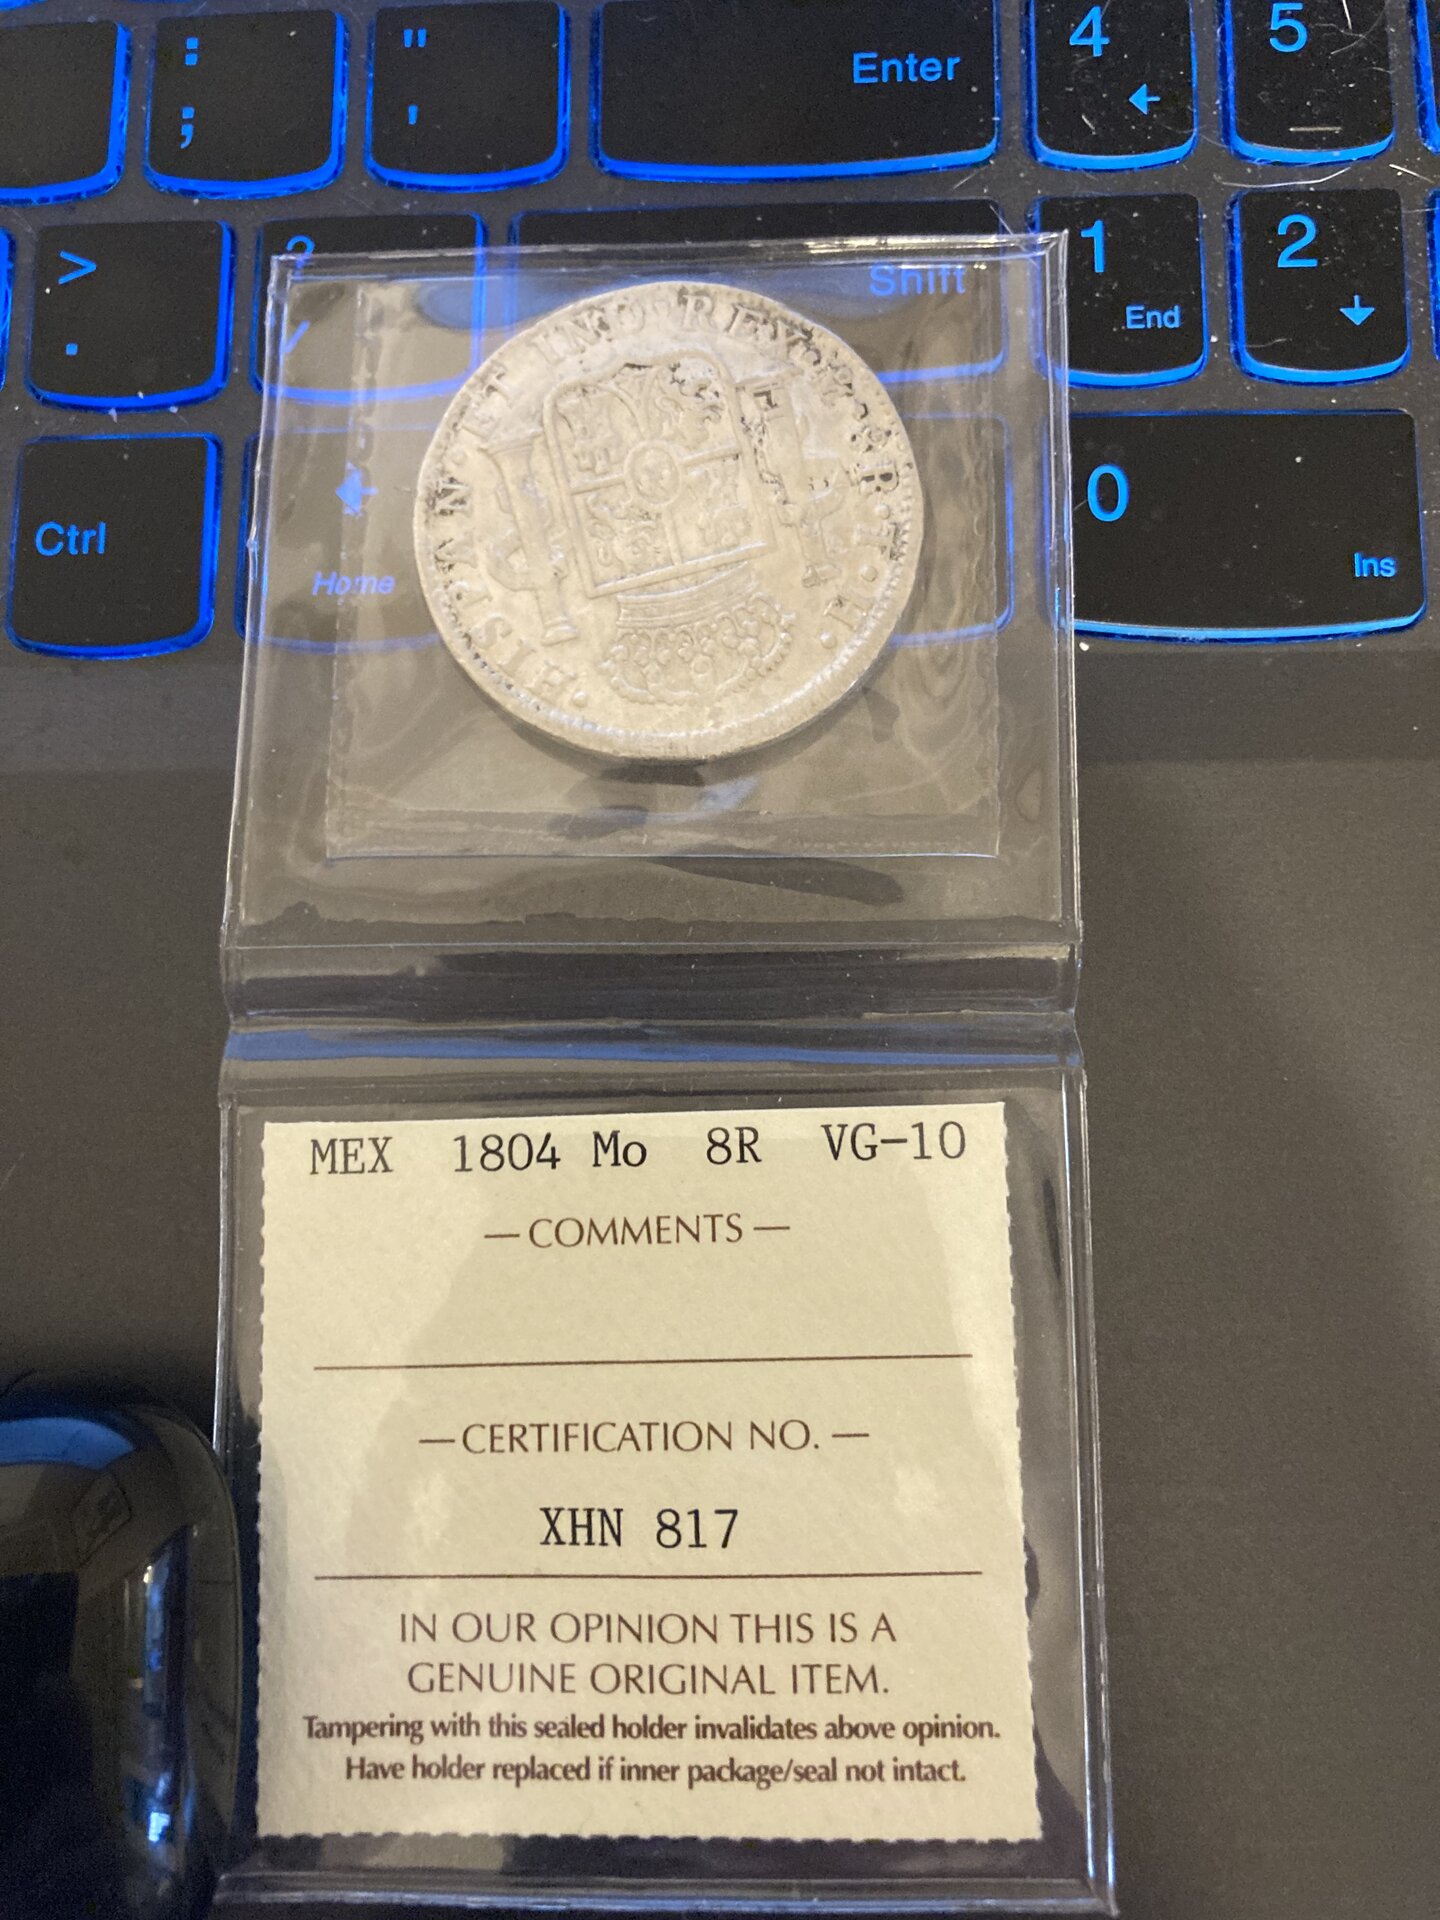 : "
; '
Enter
4
5
>
.
?
/
Shift
1
End
2
Ctrl
Home
0
Ins
HISPAN·ET IND·REX·M·8R·T·H·
MEX 1804 Mo 8R VG-10
—COMMENTS—
—CERTIFICATION NO.—
XHN 817
IN OUR OPINION THIS IS A
GENUINE ORIGINAL ITEM.
Tampering with this sealed holder invalidates above opinion.
Have holder replaced if inner package/seal not intact.